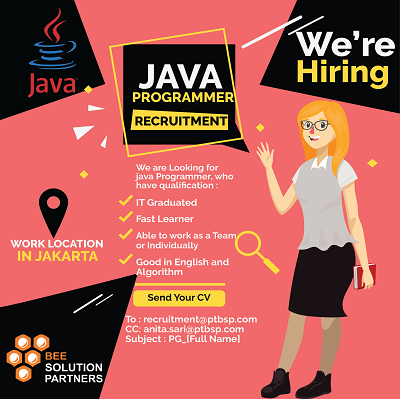 Java
We're
Hiring
JAVA
PROGRAMMER
RECRUITMENT
We are Looking for
java Programmer, who
have qualification :
IT Graduated
Fast Learner
Able to work as a Team
or Individually
Good in English and
Algorithm
WORK LOCATION
IN JAKARTA
Send Your CV
To : recruitment@ptbsp.com
CC: anita.sari@ptbsp.com
Subject : PG_[Full Name]
BEE
SOLUTION
PARTNERS